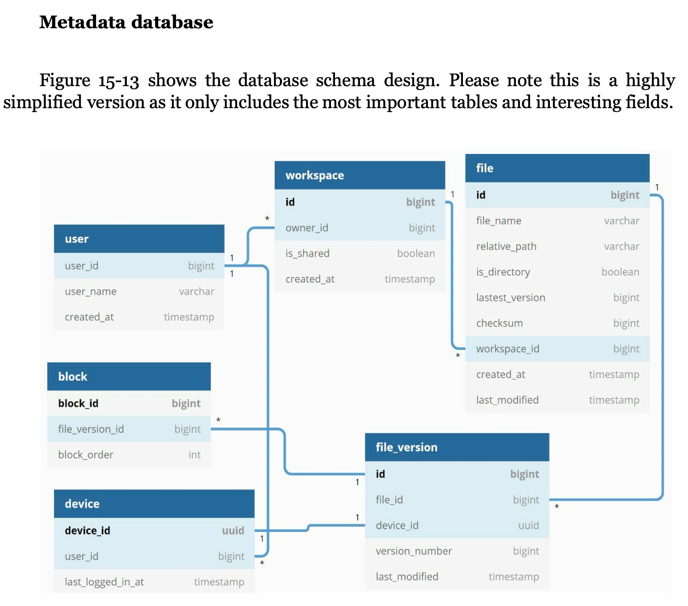 Metadata database
Figure 15-13 shows the database schema design. Please note this is a highly
simplified version as it only includes the most important tables and interesting fields.
workspace
id bigint
owner_id bigint
is_shared boolean
created_at timestamp
file
id bigint
file_name varchar
relative_path varchar
is_directory boolean
lastest_version bigint
checksum bigint
workspace_id bigint
created_at timestamp
last_modified timestamp
user
user_id bigint
user_name varchar
created_at timestamp
block
block_id bigint
file_version_id bigint
block_order int
file_version
id bigint
file_id bigint
device_id uuid
version_number bigint
last_modified timestamp
device
device_id uuid
user_id bigint
last_logged_in_at timestamp
1
1
*
1
*
1
*
1
*
1
1
*